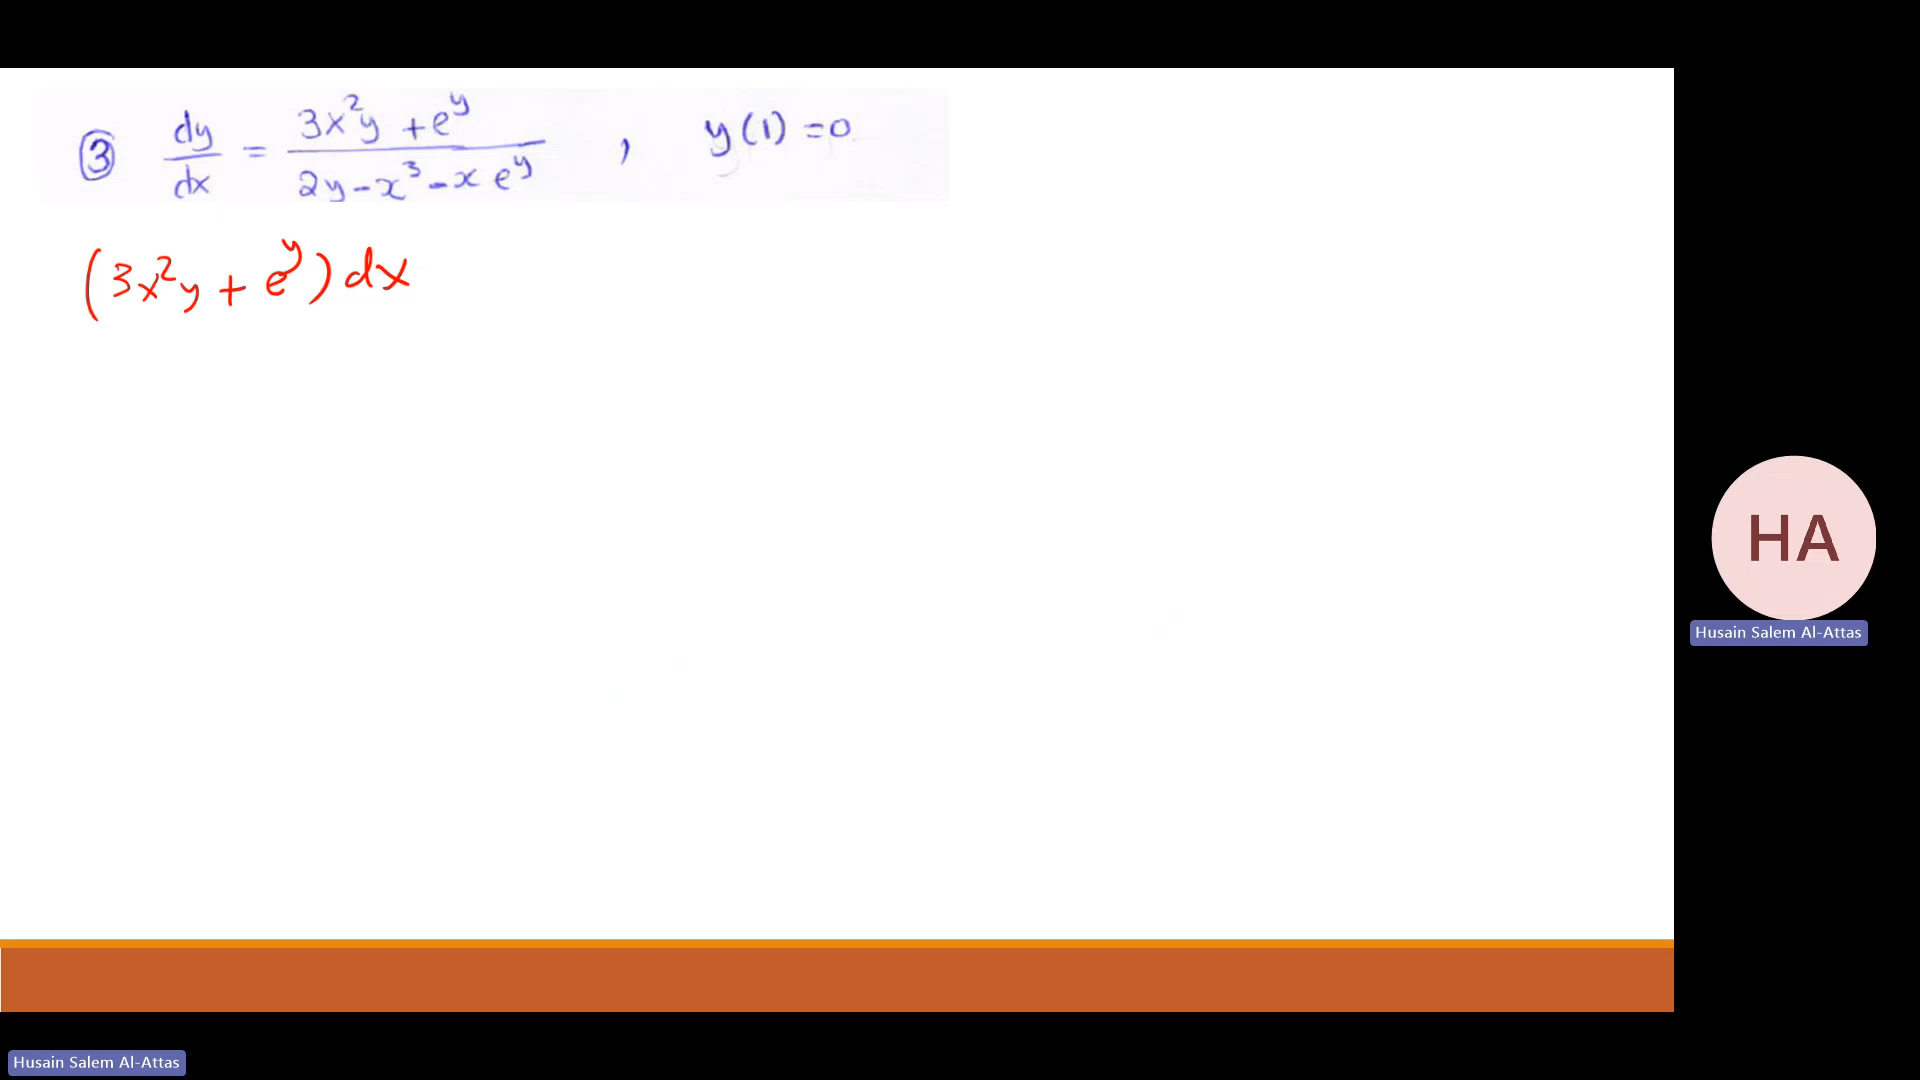 ③ dy/dx = (3x²y + e^y)/(2y - x³ - x e^y) , y(1) = 0
(3x²y + e^y) dx
HA
Husain Salem Al-Attas
Husain Salem Al-Attas